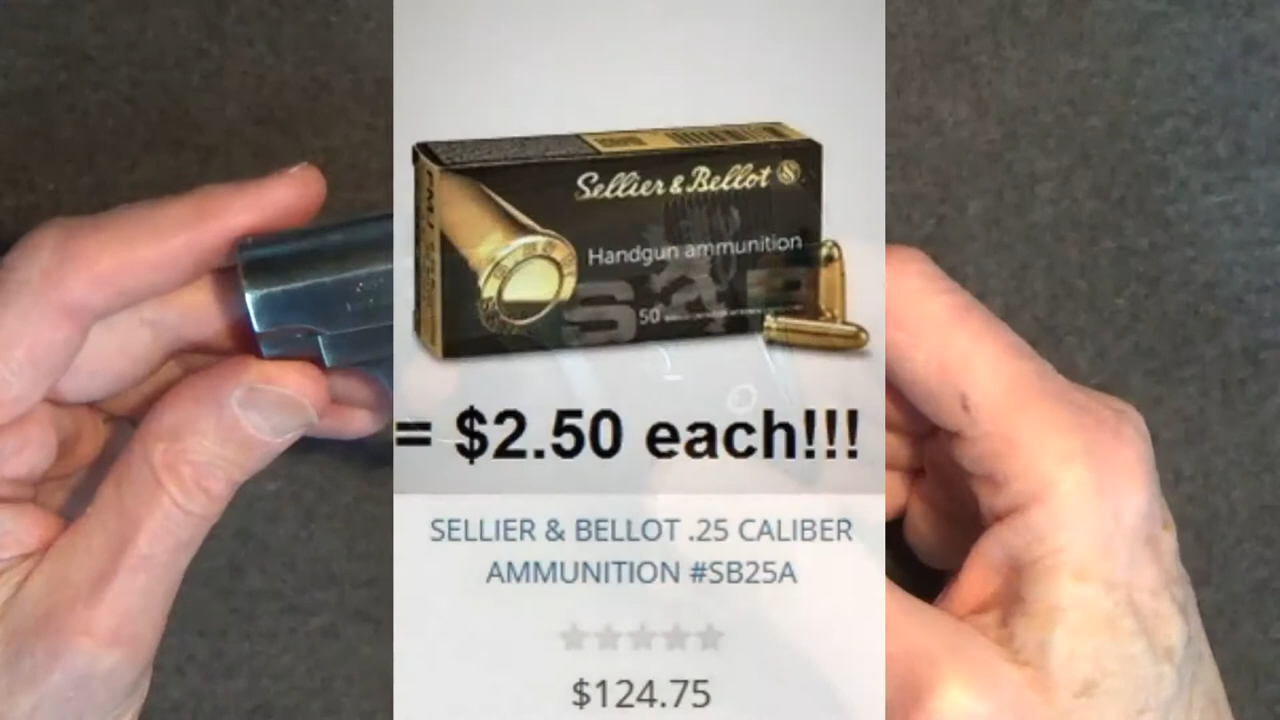 Sellier & Bellot
Handgun ammunition
50
= $2.50 each!!!
SELLIER & BELLOT .25 CALIBER
AMMUNITION #SB25A
$124.75